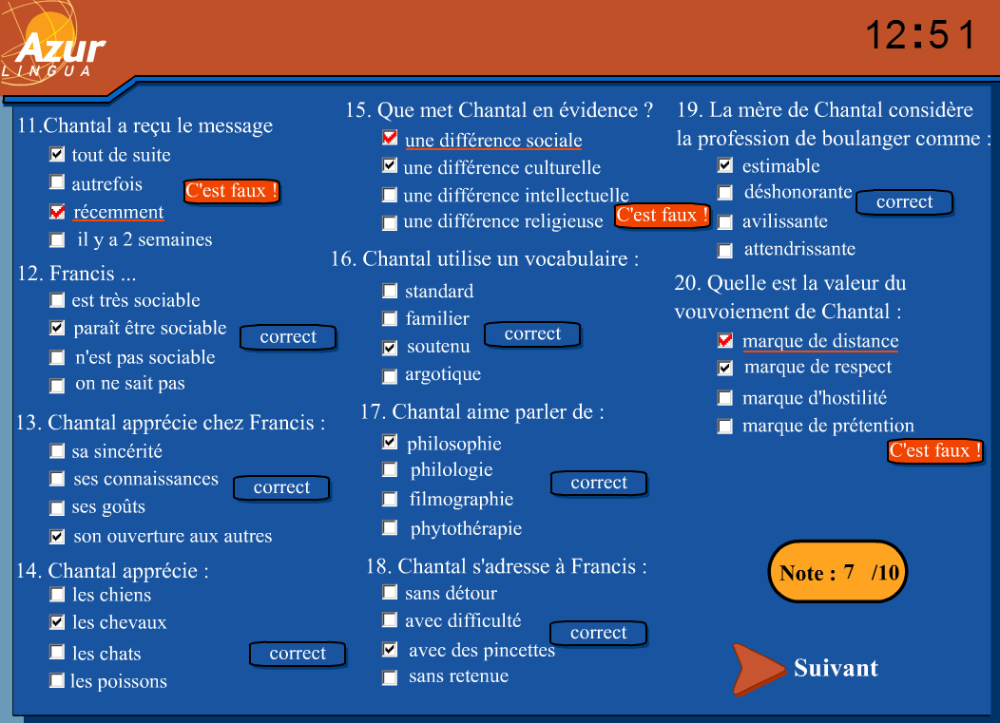 Azur
LINGUA
12:51
11.Chantal a reçu le message
tout de suite
autrefois
récemment
il y a 2 semaines
C'est faux !
12. Francis ...
est très sociable
paraît être sociable
n'est pas sociable
on ne sait pas
correct
13. Chantal apprécie chez Francis :
sa sincérité
ses connaissances
ses goûts
son ouverture aux autres
correct
14. Chantal apprécie :
les chiens
les chevaux
les chats
les poissons
correct
15. Que met Chantal en évidence ?
une différence sociale
une différence culturelle
une différence intellectuelle
une différence religieuse
C'est faux !
16. Chantal utilise un vocabulaire :
standard
familier
soutenu
argotique
correct
17. Chantal aime parler de :
philosophie
philologie
filmographie
phytothérapie
correct
18. Chantal s'adresse à Francis :
sans détour
avec difficulté
avec des pincettes
sans retenue
correct
19. La mère de Chantal considère
la profession de boulanger comme :
estimable
déshonorante
avilissante
attendrissante
correct
20. Quelle est la valeur du
vouvoiement de Chantal :
marque de distance
marque de respect
marque d'hostilité
marque de prétention
C'est faux !
Note : 7 /10
Suivant